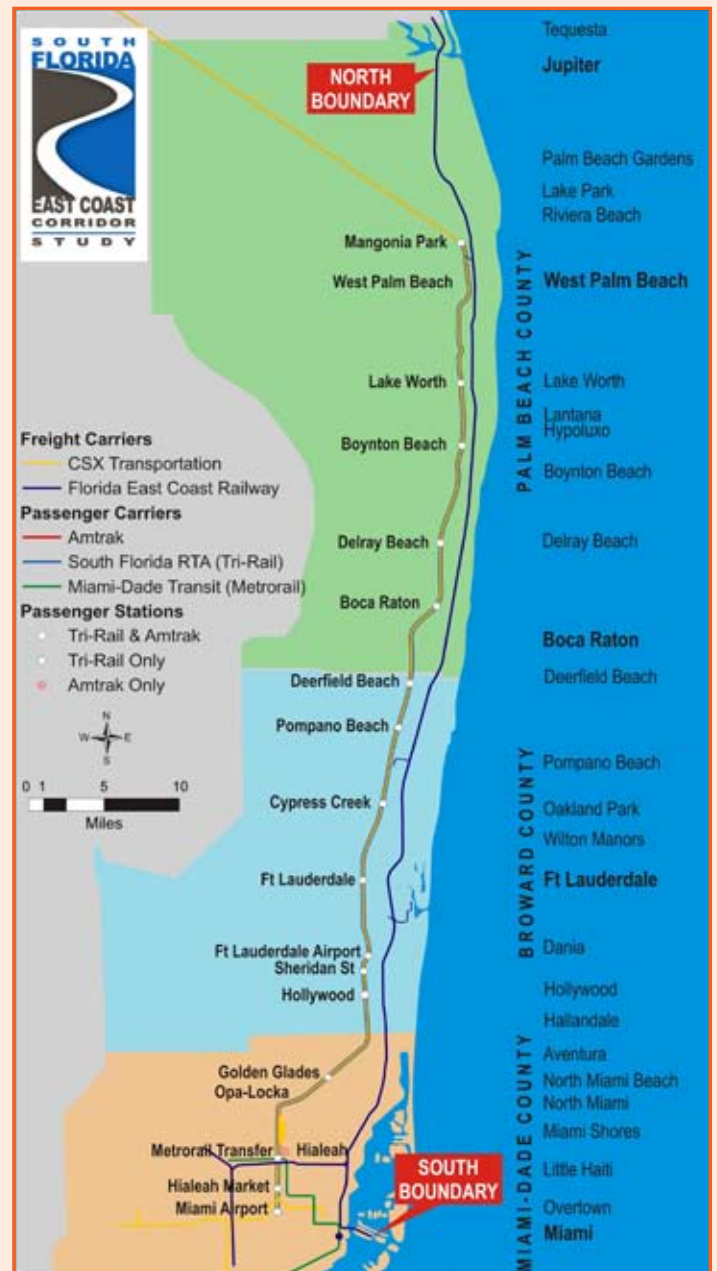 SOUTH
FLORIDA
EAST COAST
CORRIDOR
STUDY
NORTH
BOUNDARY
Mangonia Park
West Palm Beach
Lake Worth
Boynton Beach
Delray Beach
Boca Raton
Deerfield Beach
Pompano Beach
Cypress Creek
Ft Lauderdale
Ft Lauderdale Airport
Sheridan St
Hollywood
Golden Glades
Opa-Locka
Metrorail Transfer
Hialeah
Hialeah Market
Miami Airport
SOUTH
BOUNDARY
Freight Carriers
CSX Transportation
Florida East Coast Railway
Passenger Carriers
Amtrak
South Florida RTA (Tri-Rail)
Miami-Dade Transit (Metrorail)
Passenger Stations
Tri-Rail & Amtrak
Tri-Rail Only
Amtrak Only
N
W E
S
0 1 5 10
Miles
PALM BEACH COUNTY
BROWARD COUNTY
MIAMI-DADE COUNTY
Tequesta
Jupiter
Palm Beach Gardens
Lake Park
Riviera Beach
West Palm Beach
Lake Worth
Lantana
Hypoluxo
Boynton Beach
Delray Beach
Boca Raton
Deerfield Beach
Pompano Beach
Oakland Park
Wilton Manors
Ft Lauderdale
Dania
Hollywood
Hallandale
Aventura
North Miami Beach
North Miami
Miami Shores
Little Haiti
Overtown
Miami